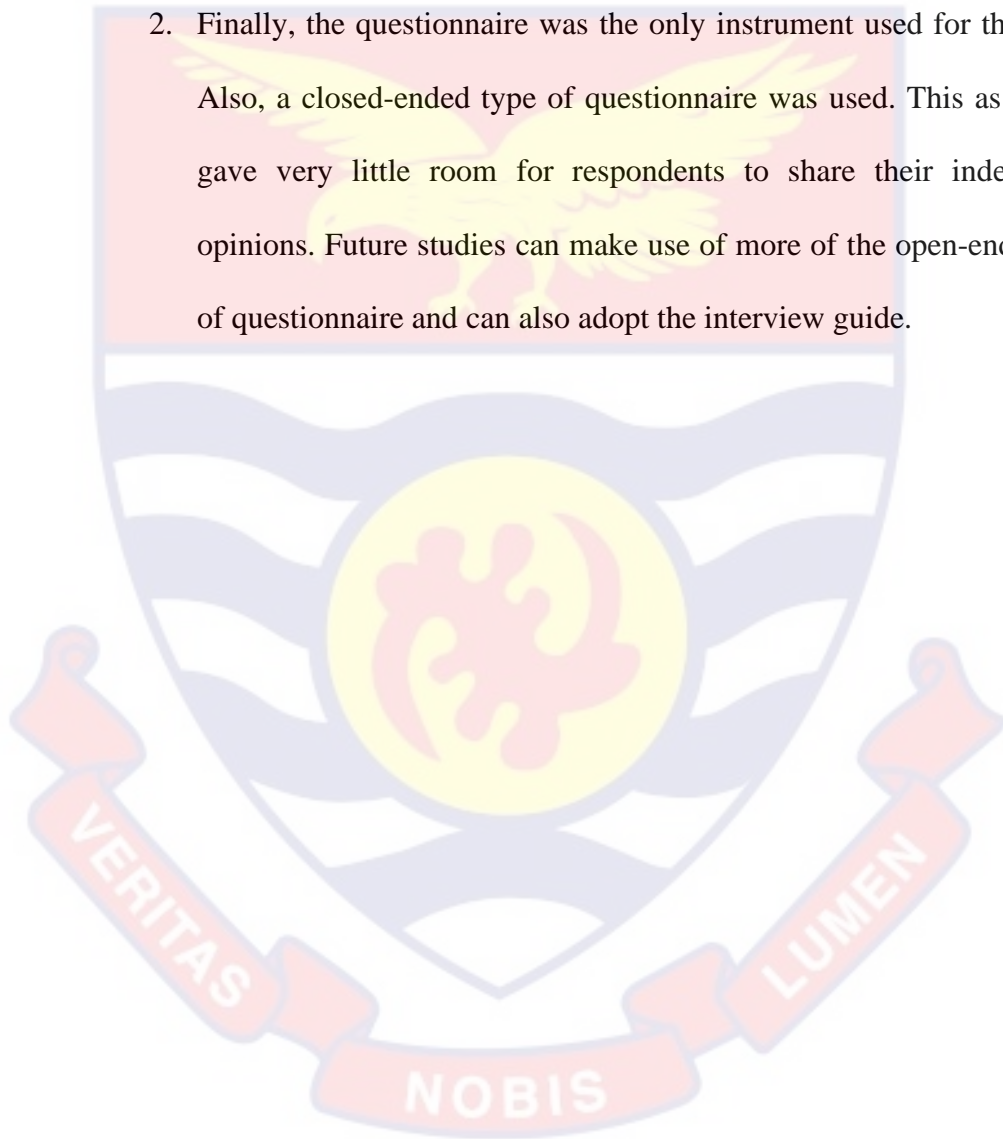 2. Finally, the questionnaire was the only instrument used for th
Also, a closed-ended type of questionnaire was used. This as
gave very little room for respondents to share their inde
opinions. Future studies can make use of more of the open-en
of questionnaire and can also adopt the interview guide.
VERITAS
NOBIS
LUMEN